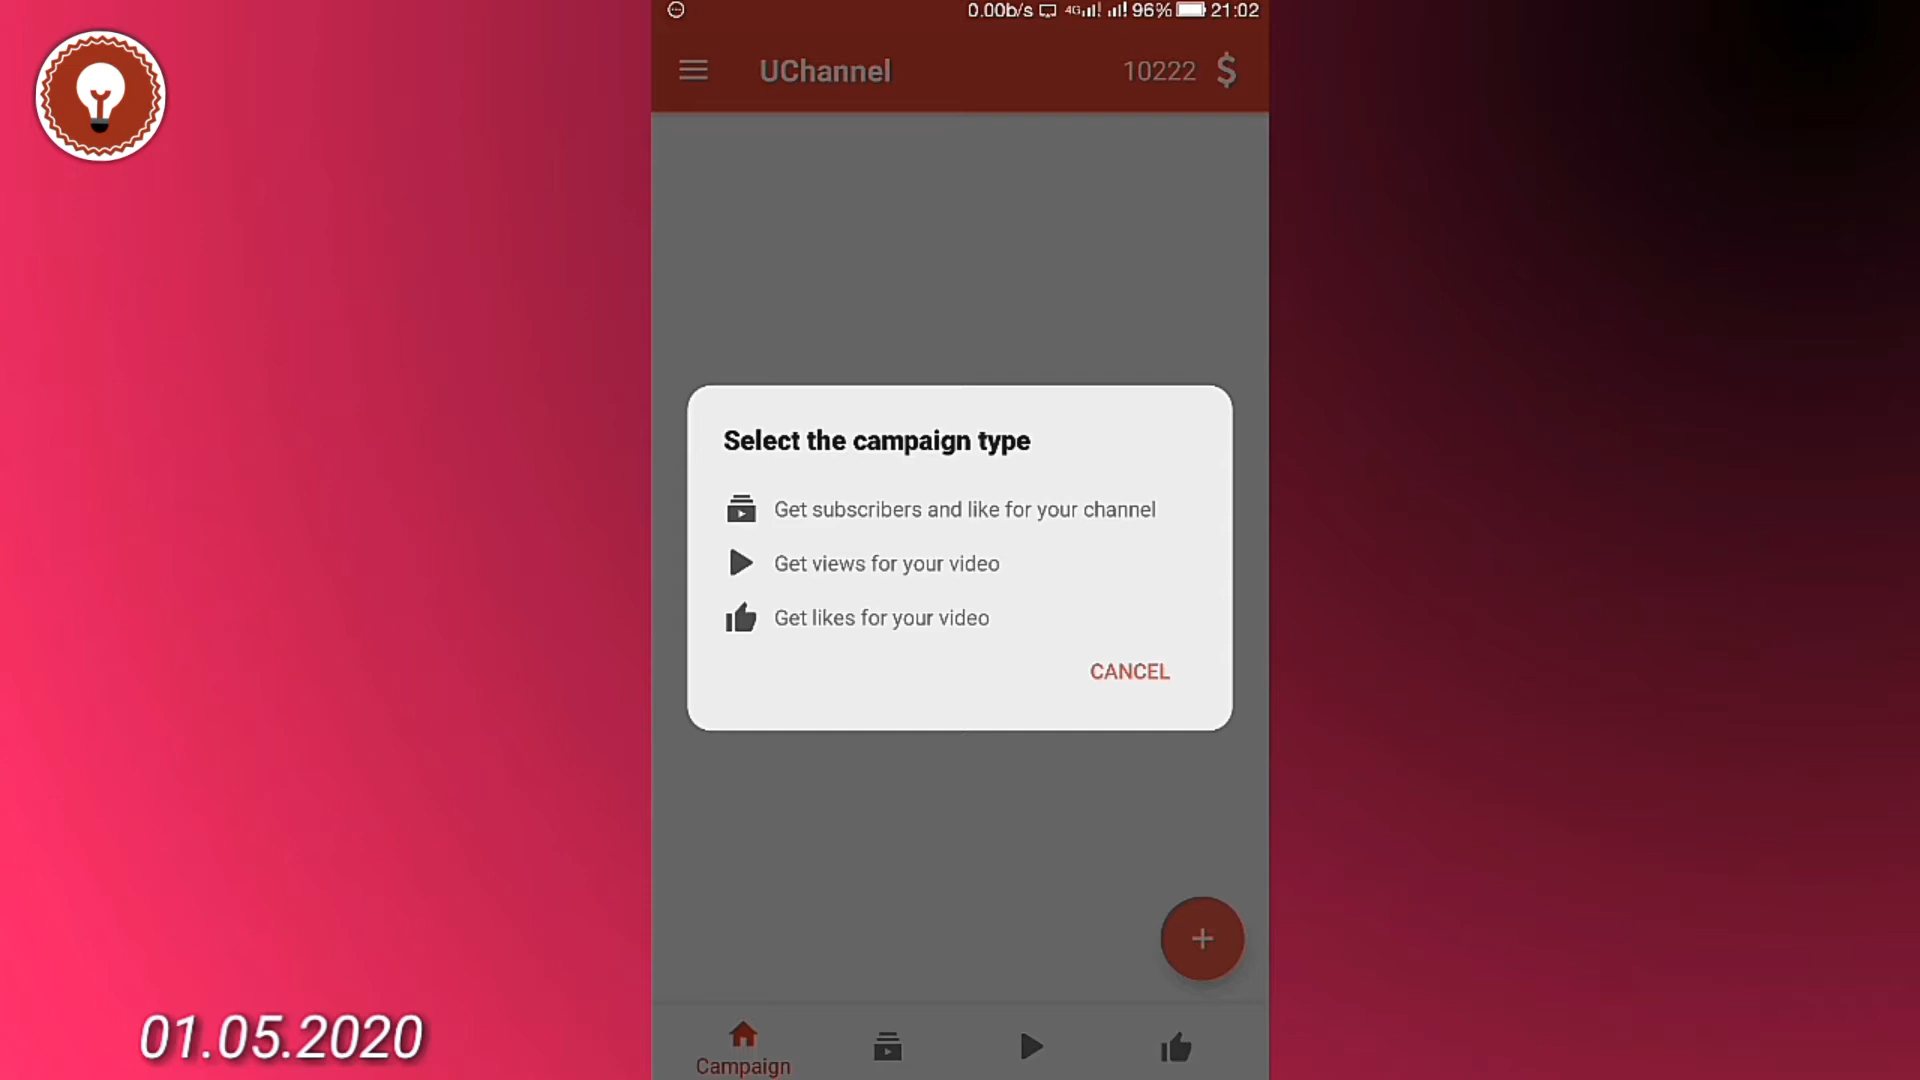 0.00b/s 4G 96% 21:02
UChannel 10222 $
Select the campaign type
Get subscribers and like for your channel
Get views for your video
Get likes for your video
CANCEL
+
Campaign
01.05.2020